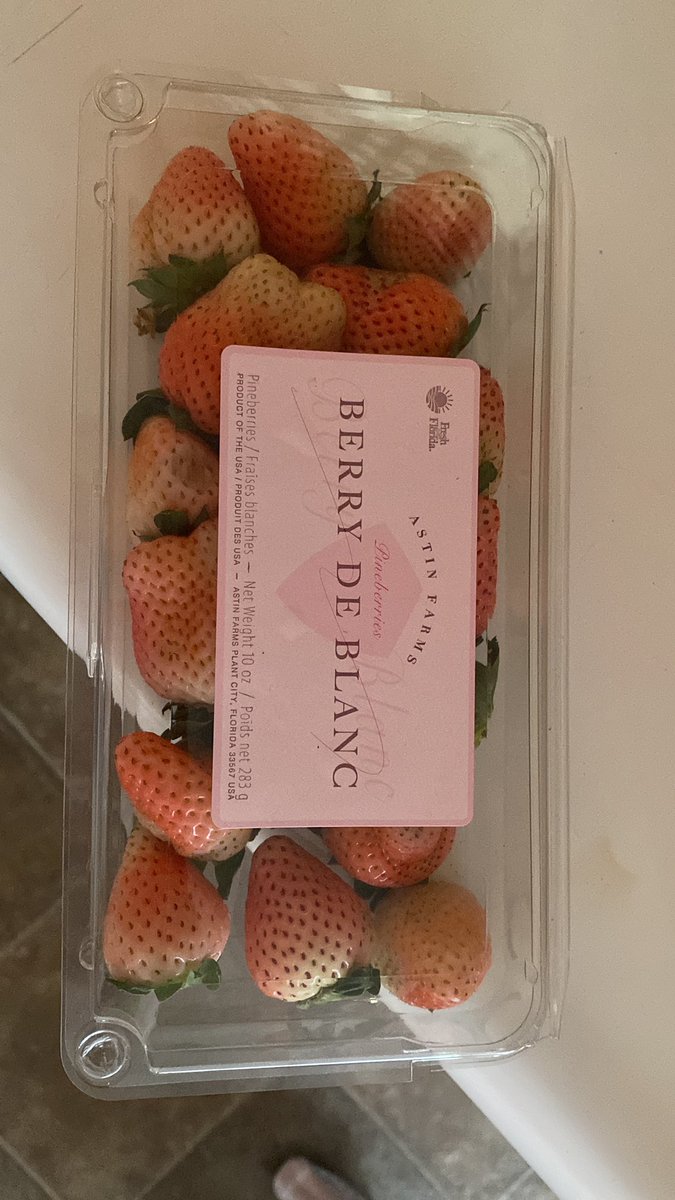 Fresh
from
Florida®
ASTIN FARMS
Pineberries
BERRY DE BLANC
Pineberries / Fraises blanches — Net Weight 10 oz / Poids net 283 g
PRODUCT OF THE USA / PRODUIT DES USA — ASTIN FARMS PLANT CITY, FLORIDA 33567 USA